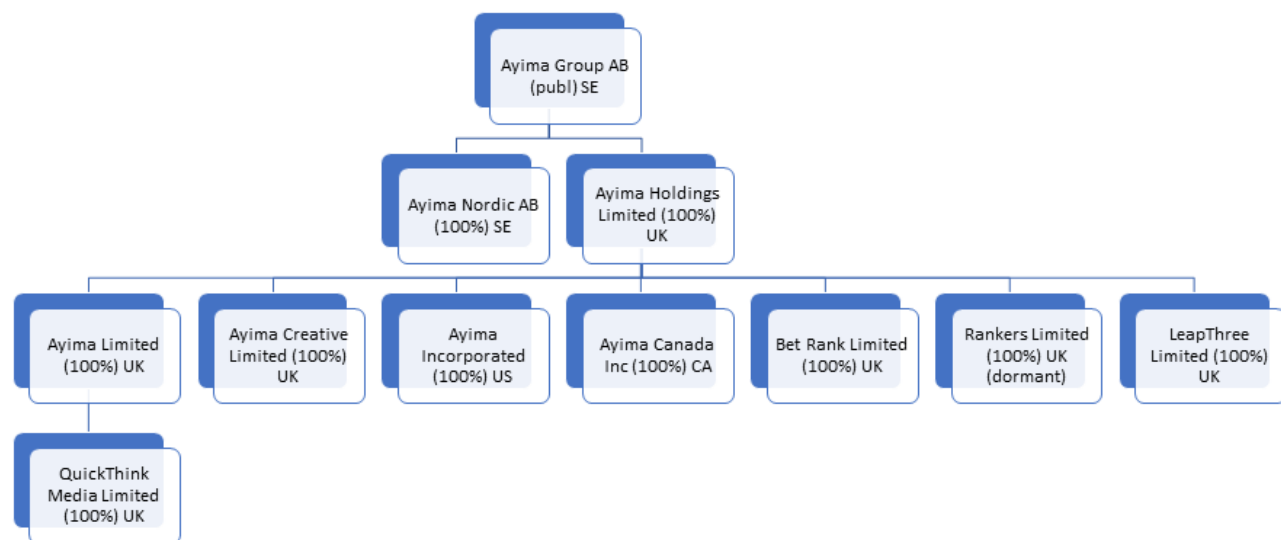 Ayima Group AB
(publ) SE
Ayima Nordic AB
(100%) SE
Ayima Holdings
Limited (100%)
UK
Ayima Limited
(100%) UK
Ayima Creative
Limited (100%)
UK
Ayima
Incorporated
(100%) US
Ayima Canada
Inc (100%) CA
Bet Rank Limited
(100%) UK
Rankers Limited
(100%) UK
(dormant)
LeapThree
Limited (100%)
UK
QuickThink
Media Limited
(100%) UK